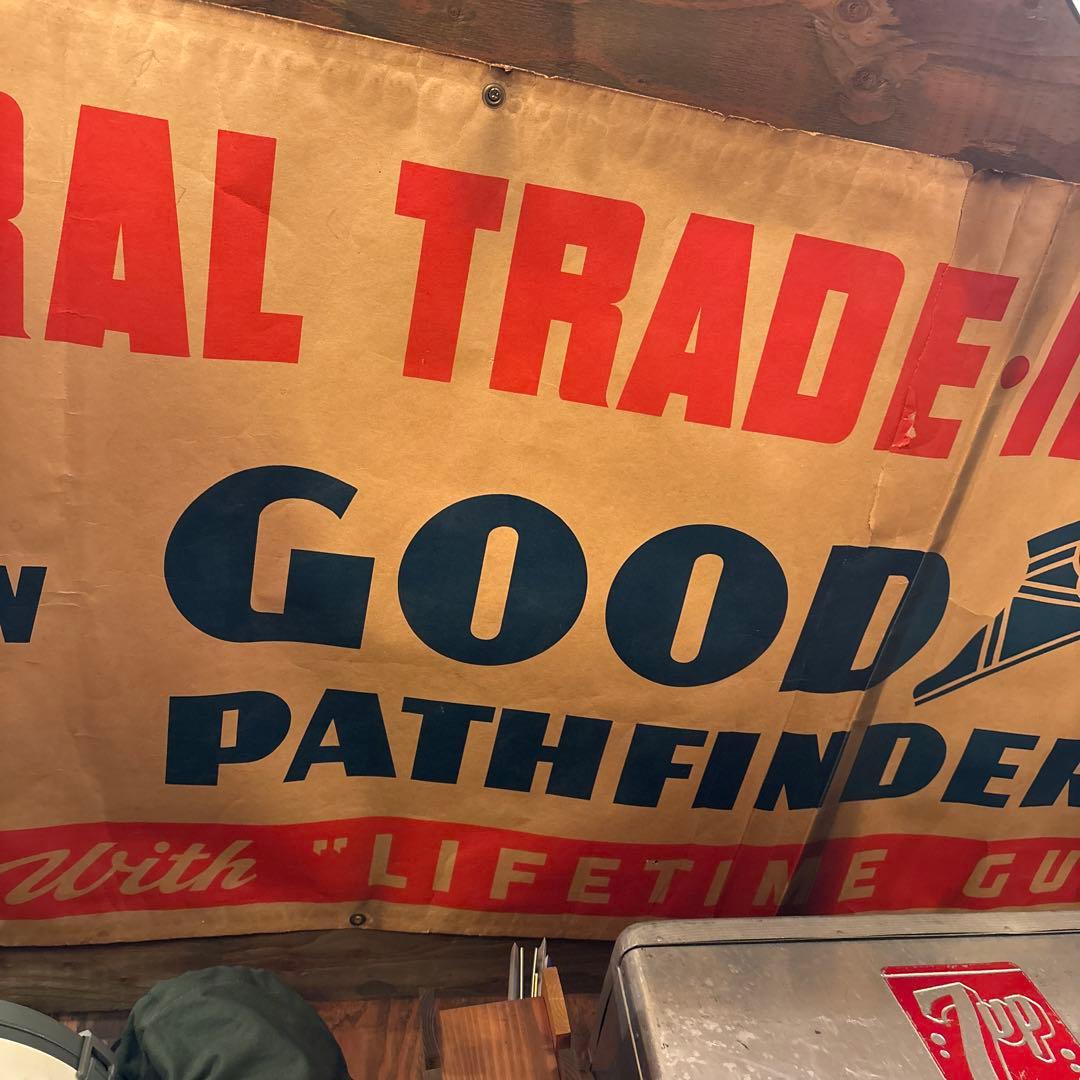 RAL TRADE-I
N GOOD
PATHFINDER
With "LIFETIME GU
7up